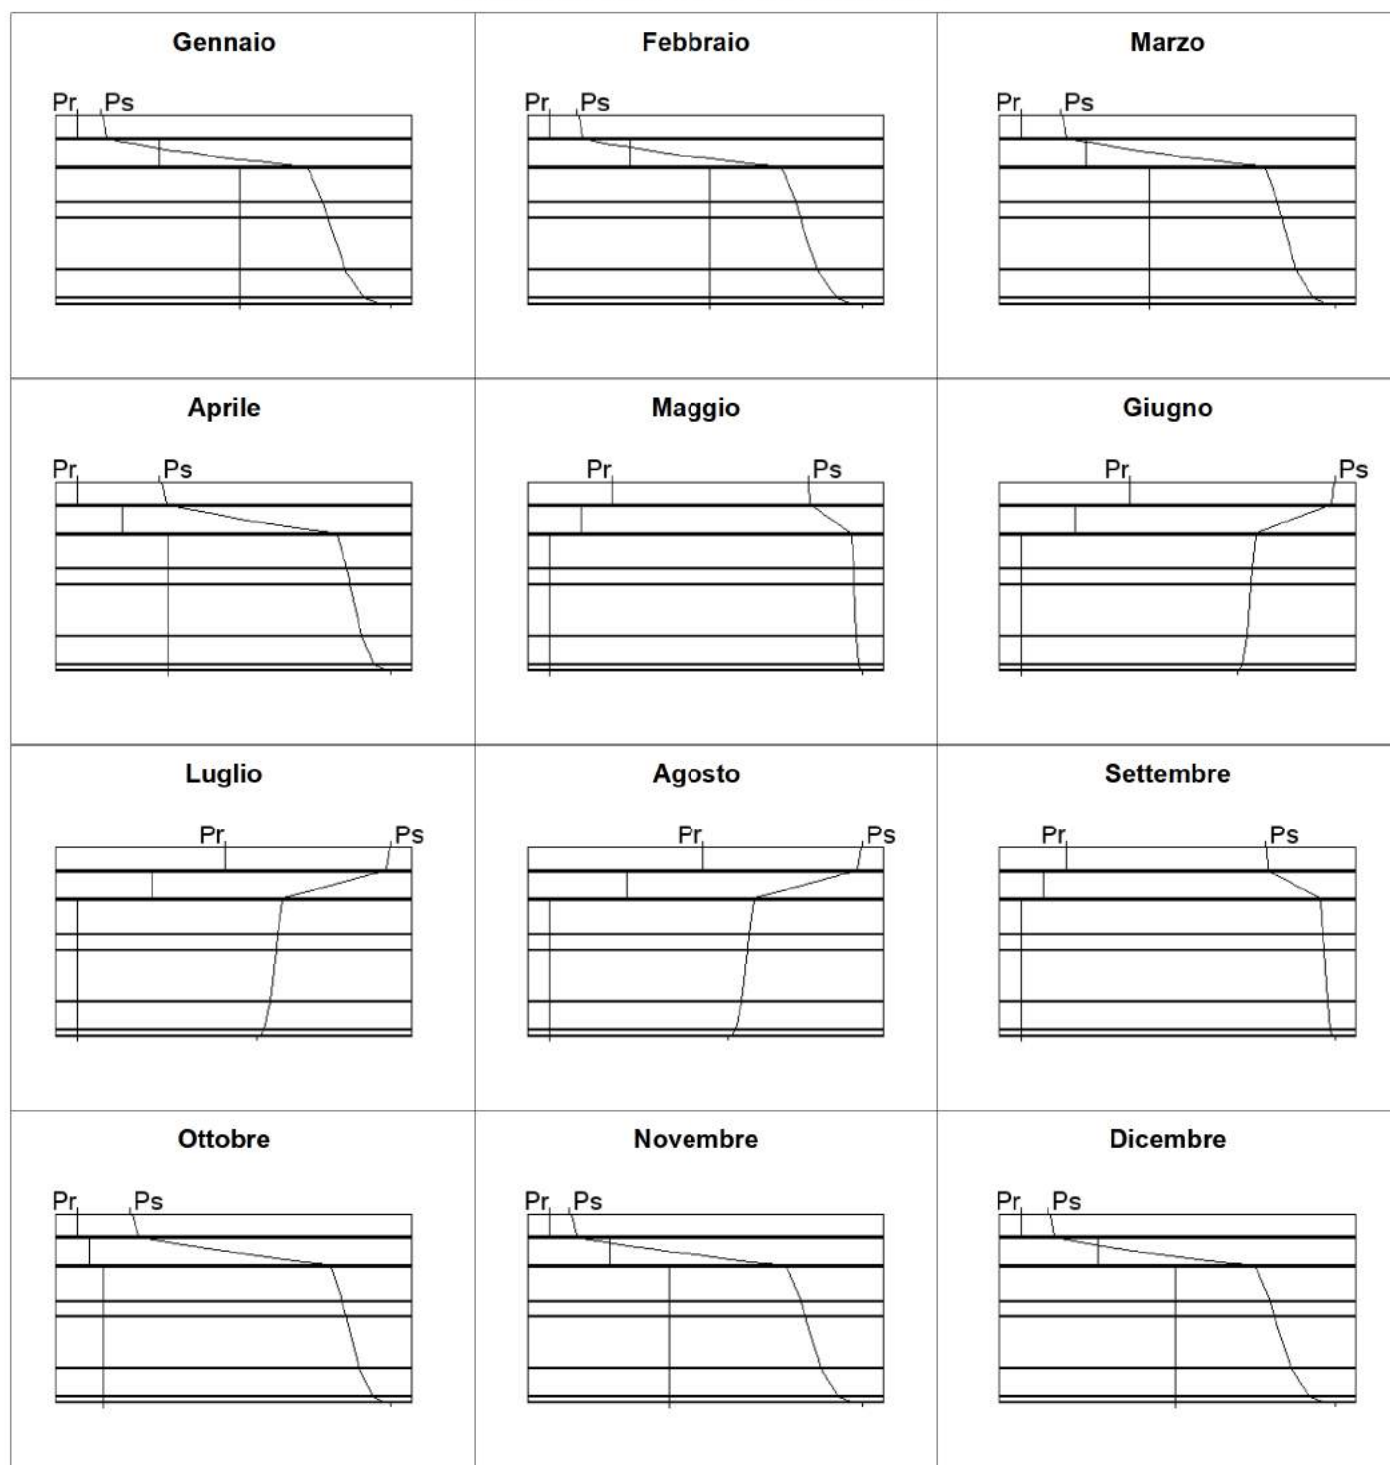 Gennaio Febbraio Marzo
Pr Ps Pr Ps Pr Ps
Aprile Maggio Giugno
Pr Ps Pr Ps Pr Ps
Luglio Agosto Settembre
Pr Ps Pr Ps Pr Ps
Ottobre Novembre Dicembre
Pr Ps Pr Ps Pr Ps